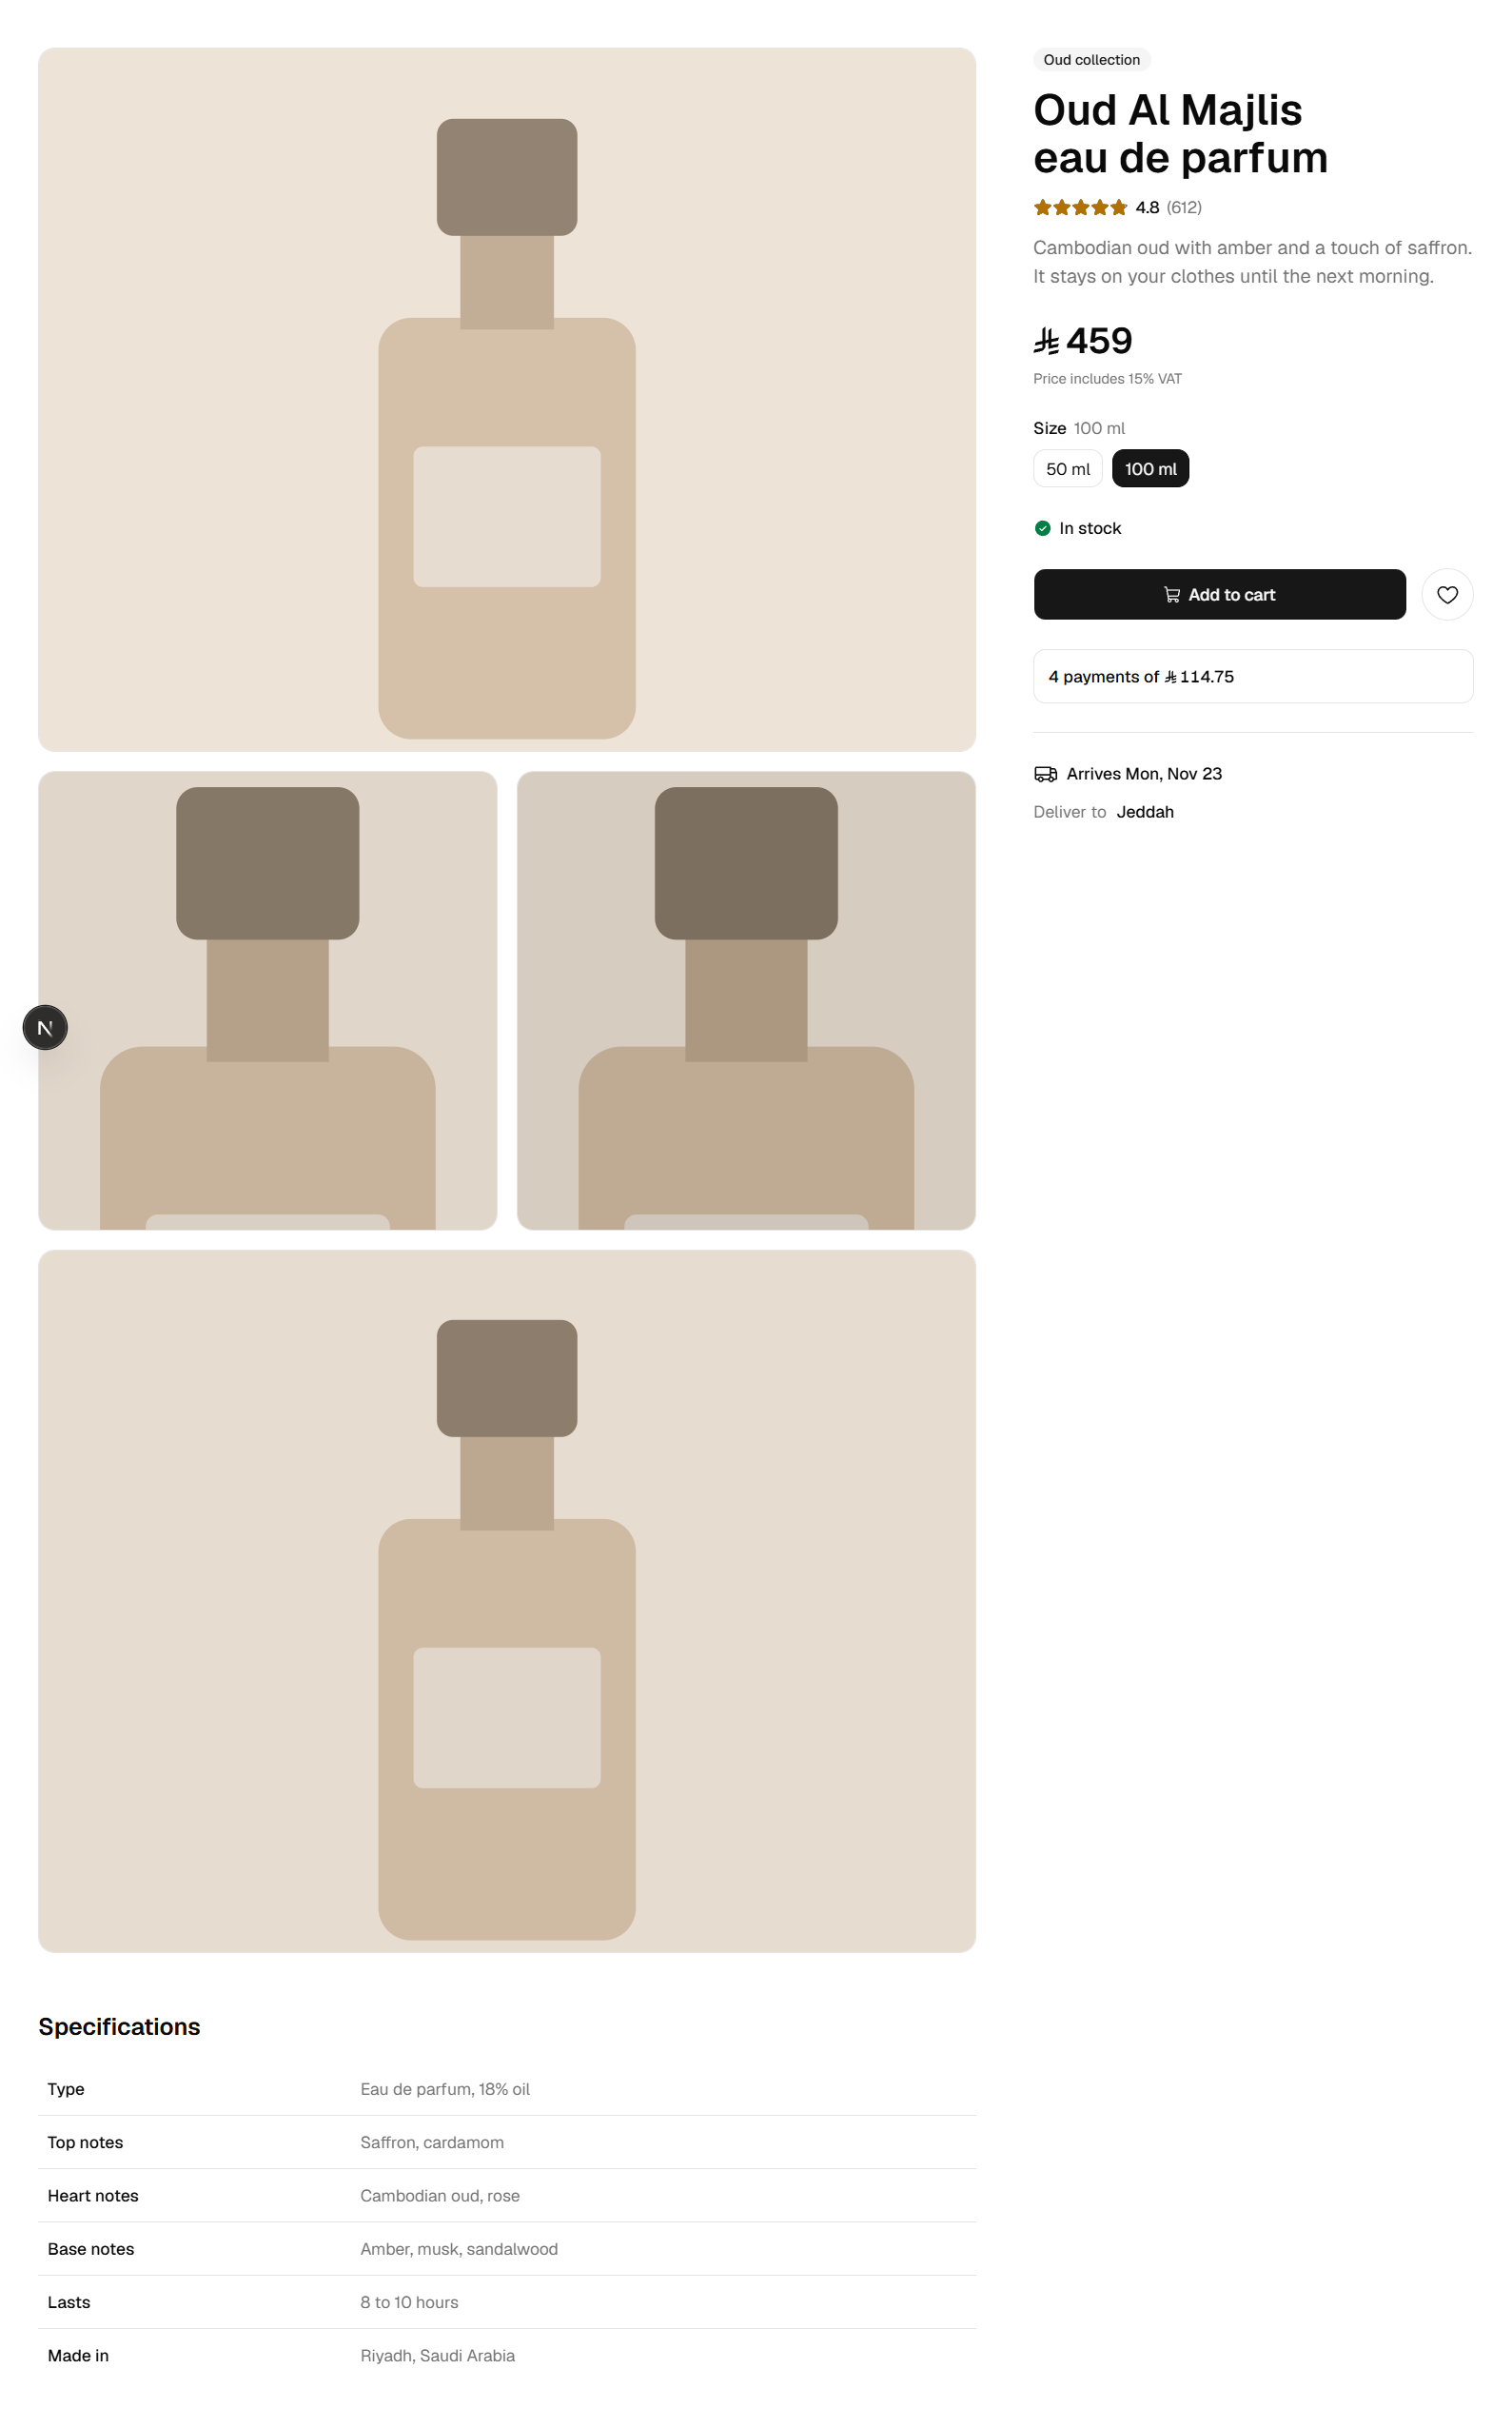 Oud collection
Oud Al Majlis
eau de parfum
4.8 (612)
Cambodian oud with amber and a touch of saffron.
It stays on your clothes until the next morning.
⃁ 459
Price includes 15% VAT
Size 100 ml
50 ml 100 ml
In stock
Add to cart
4 payments of ⃁ 114.75
Arrives Mon, Nov 23
Deliver to Jeddah
N
Specifications
Type Eau de parfum, 18% oil
Top notes Saffron, cardamom
Heart notes Cambodian oud, rose
Base notes Amber, musk, sandalwood
Lasts 8 to 10 hours
Made in Riyadh, Saudi Arabia